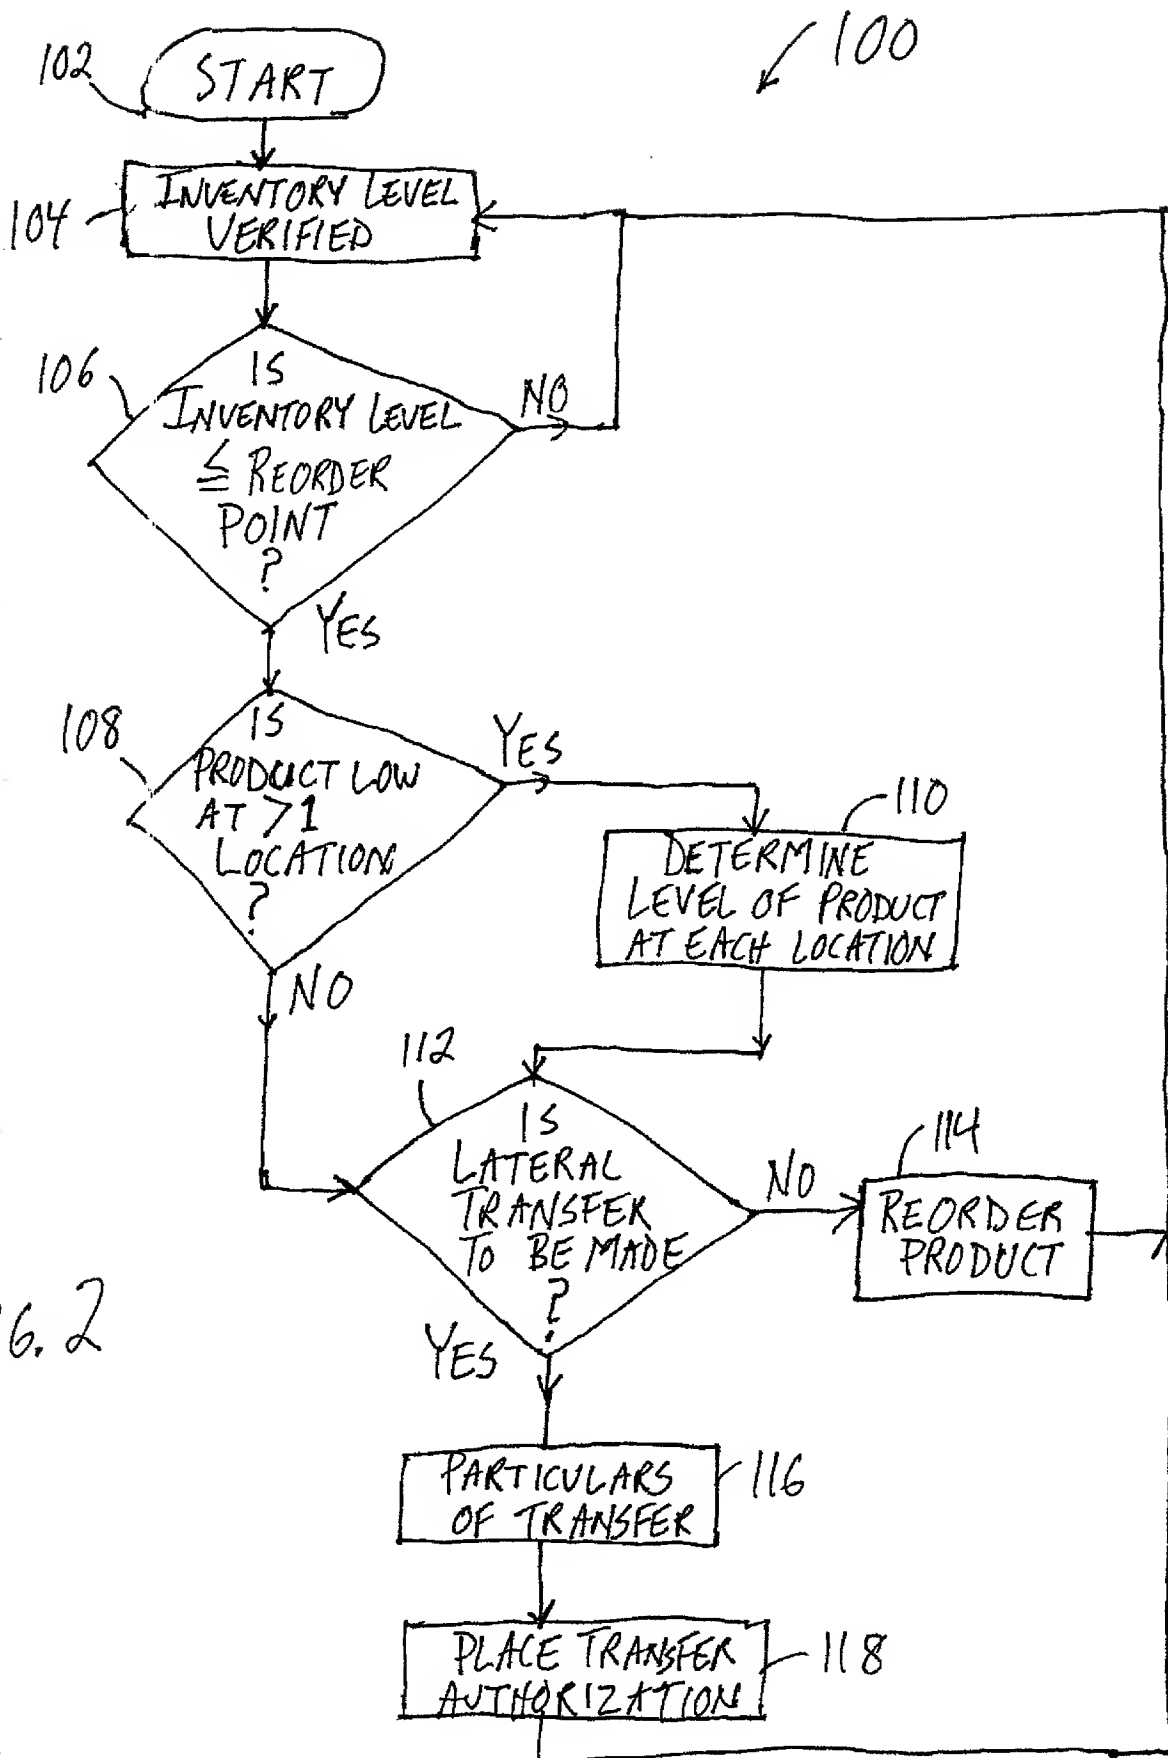 100
102
START
104
INVENTORY LEVEL
VERIFIED
106
IS
INVENTORY LEVEL
≦ REORDER
POINT
?
NO
YES
108
IS
PRODUCT LOW
AT >1
LOCATION
?
YES
NO
110
DETERMINE
LEVEL OF PRODUCT
AT EACH LOCATION
112
IS
LATERAL
TRANSFER
TO BE MADE
?
NO
YES
114
REORDER
PRODUCT
G. 2
116
PARTICULARS
OF TRANSFER
118
PLACE TRANSFER
AUTHORIZATION